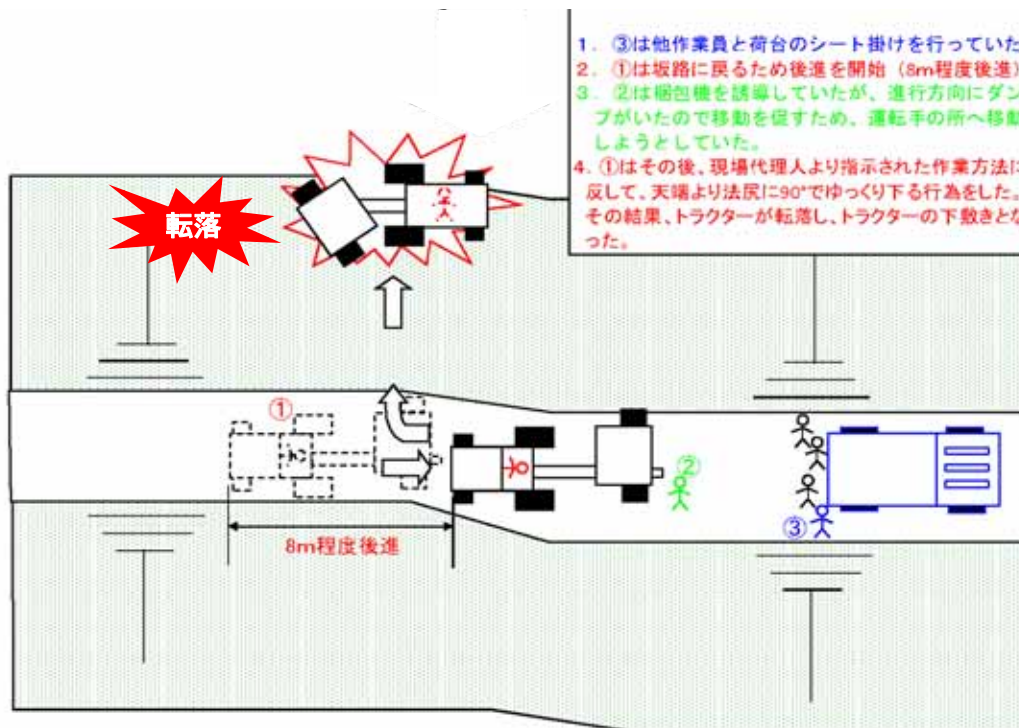 1. ③は他作業員と荷台のシート掛けを行っていた
2. ①は坂路に戻るため後進を開始（8m程度後進）
3. ②は梱包機を誘導していたが、進行方向にダン
プがいたので移動を促すため、運転手の所へ移動
しようとしていた。
4. ①はその後、現場代理人より指示された作業方法に
反して、天端より法尻に90°でゆっくり下る行為をした。
その結果、トラクターが転落し、トラクターの下敷きとな
った。
転落
①
②
③
8m程度後進